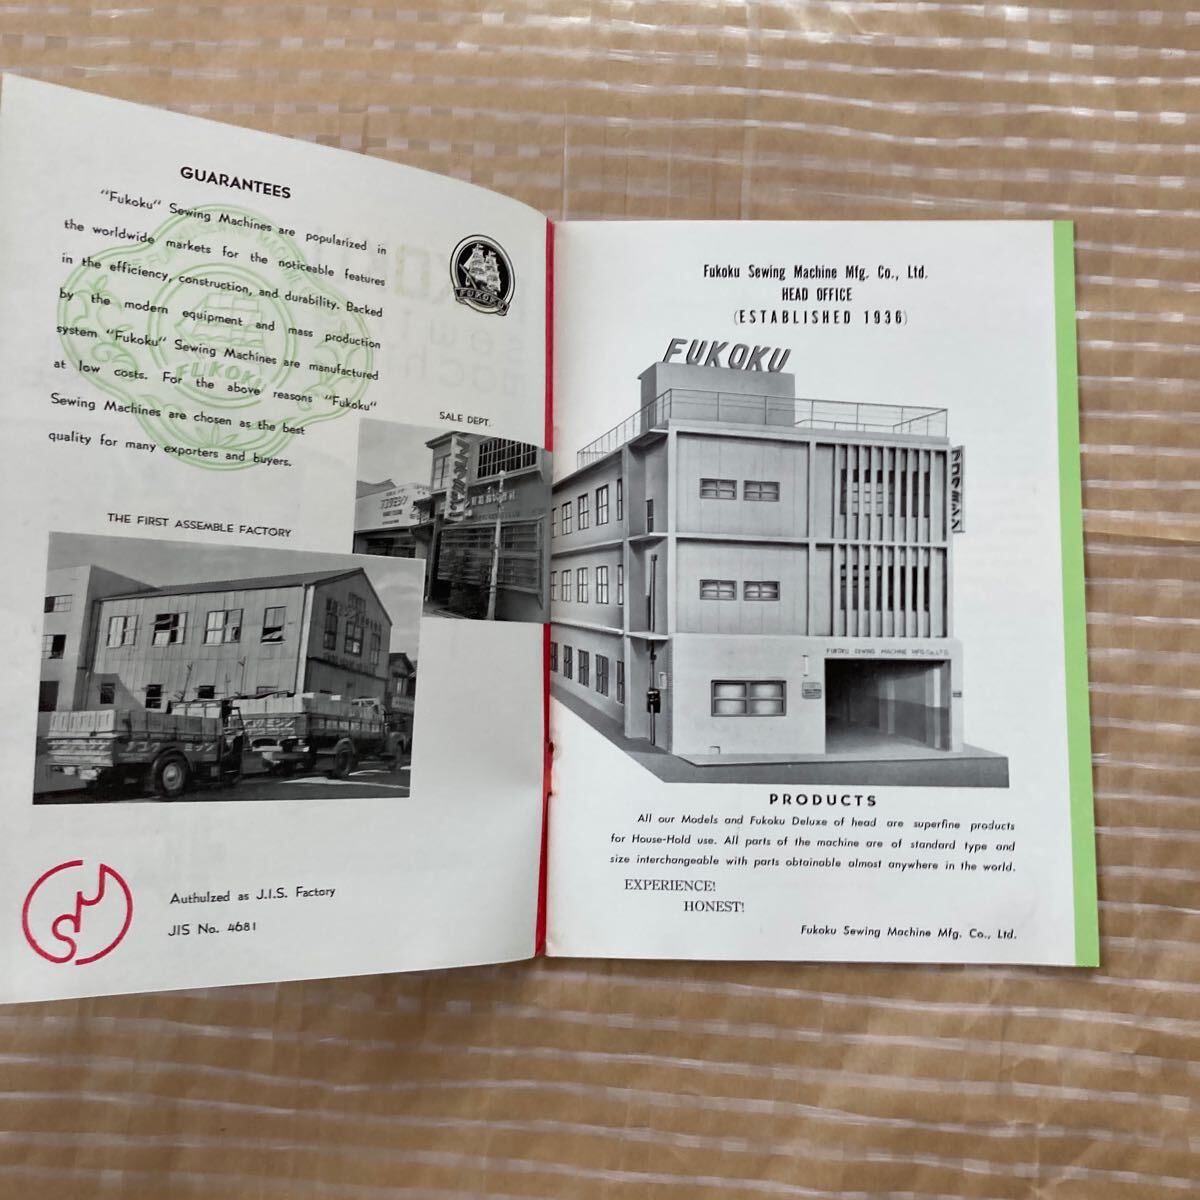 GUARANTEES
"Fukoku" Sewing Machines are popularized in
the worldwide markets for the noticeable features
in the efficiency, construction, and durability. Backed
by the modern equipment and mass production
system "Fukoku" Sewing Machines are manufactured
at low costs. For the above reasons "Fukoku"
Sewing Machines are chosen as the best
quality for many exporters and buyers.
FUKOKU
FUKOKU
SALE DEPT.
THE FIRST ASSEMBLE FACTORY
フコクミシン
Authulzed as J.I.S. Factory
JIS No. 4681
Fukoku Sewing Machine Mfg. Co., Ltd.
HEAD OFFICE
(ESTABLISHED 1936)
FUKOKU
フコクミシン
FUKOKU SEWING MACHINE MFG.CO.,LTD.
PRODUCTS
All our Models and Fukoku Deluxe of head are superfine products
for House-Hold use. All parts of the machine are of standard type and
size interchangeable with parts obtainable almost anywhere in the world.
EXPERIENCE!
HONEST!
Fukoku Sewing Machine Mfg. Co., Ltd.